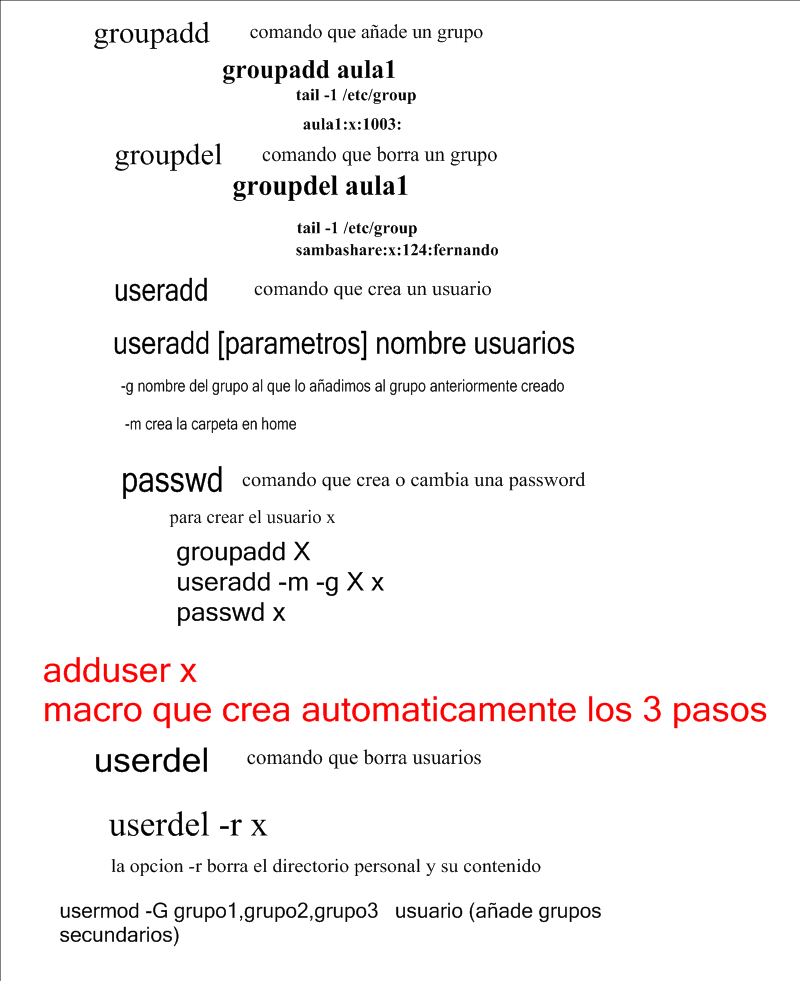 groupadd comando que añade un grupo
groupadd aula1
tail -1 /etc/group
aula1:x:1003:
groupdel comando que borra un grupo
groupdel aula1
tail -1 /etc/group
sambashare:x:124:fernando
useradd comando que crea un usuario
useradd [parametros] nombre usuarios
-g nombre del grupo al que lo añadimos al grupo anteriormente creado
-m crea la carpeta en home
passwd comando que crea o cambia una password
para crear el usuario x
groupadd X
useradd -m -g X x
passwd x
adduser x
macro que crea automaticamente los 3 pasos
userdel comando que borra usuarios
userdel -r x
la opcion -r borra el directorio personal y su contenido
usermod -G grupo1,grupo2,grupo3 usuario (añade grupos
secundarios)